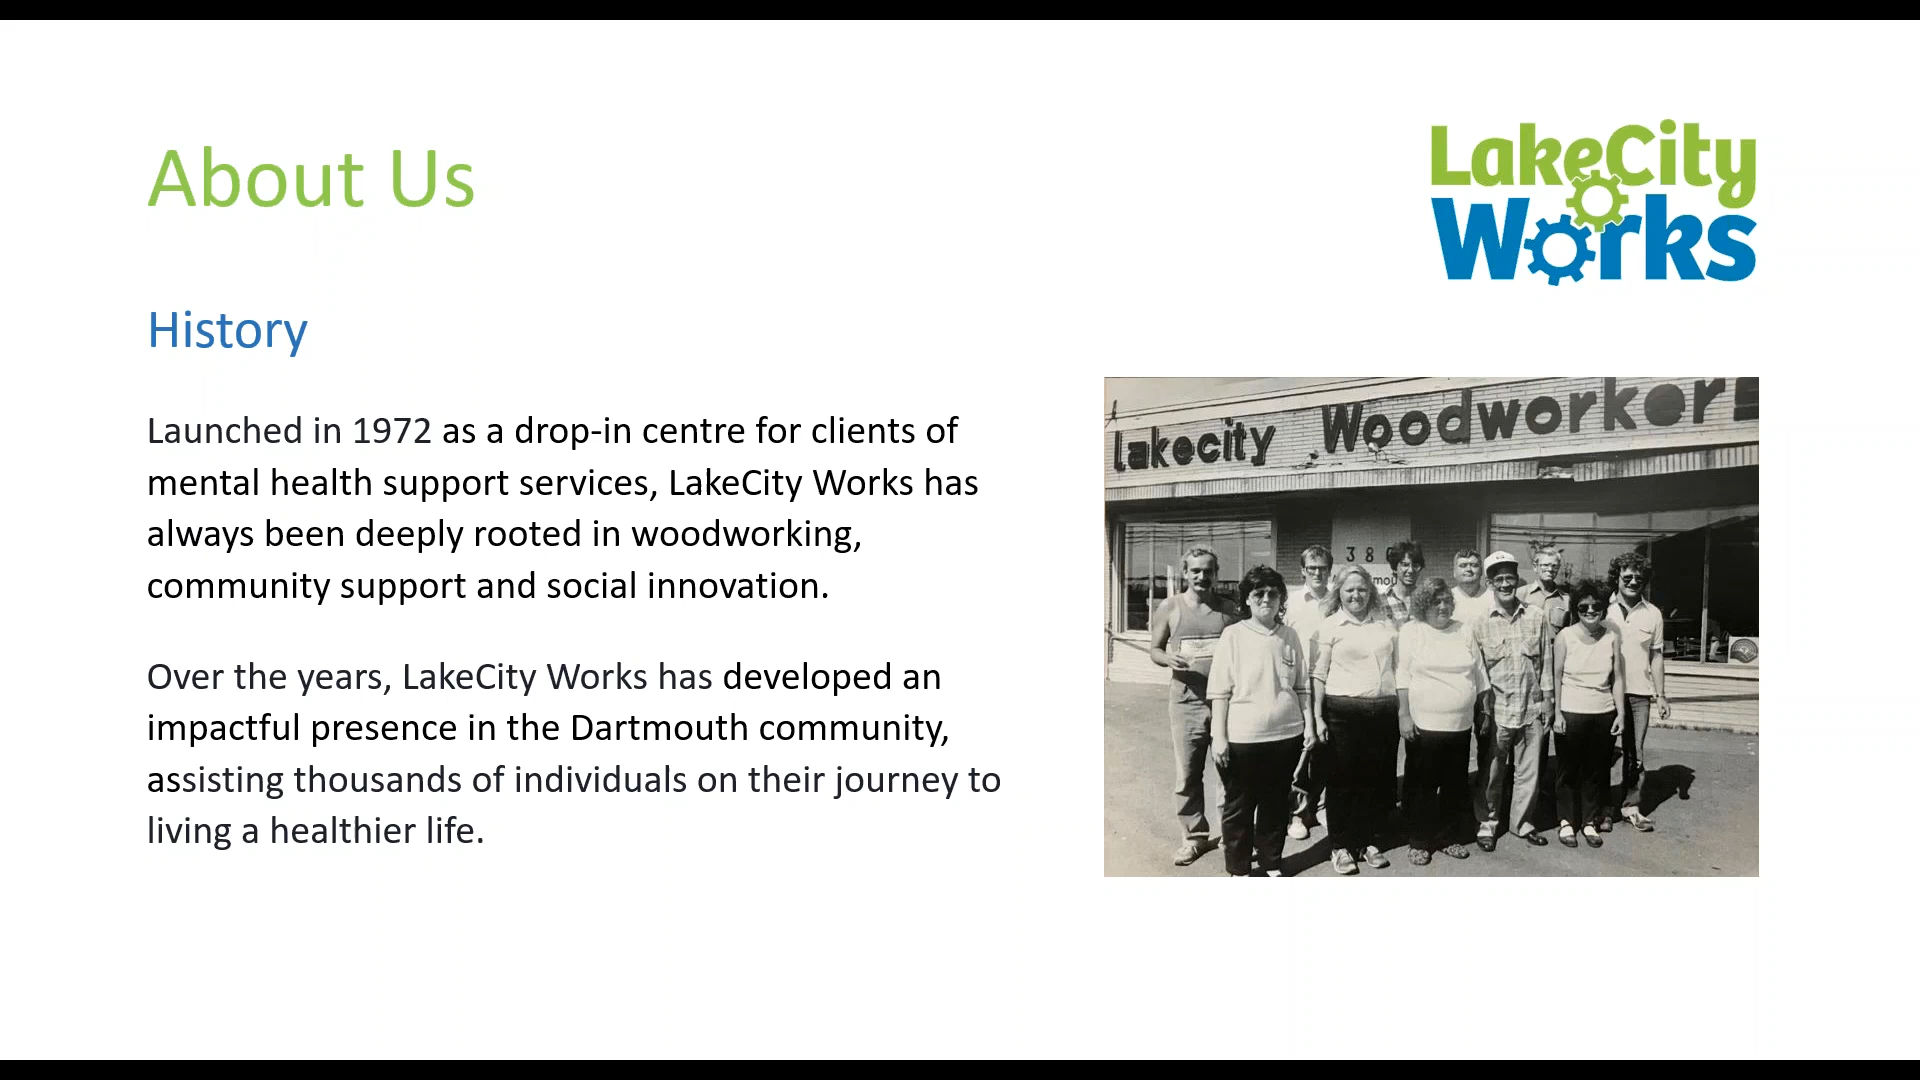 About Us
LakeCity
Works
History
Launched in 1972 as a drop-in centre for clients of
mental health support services, LakeCity Works has
always been deeply rooted in woodworking,
community support and social innovation.
Over the years, LakeCity Works has developed an
impactful presence in the Dartmouth community,
assisting thousands of individuals on their journey to
living a healthier life.
lakecity Woodworkers